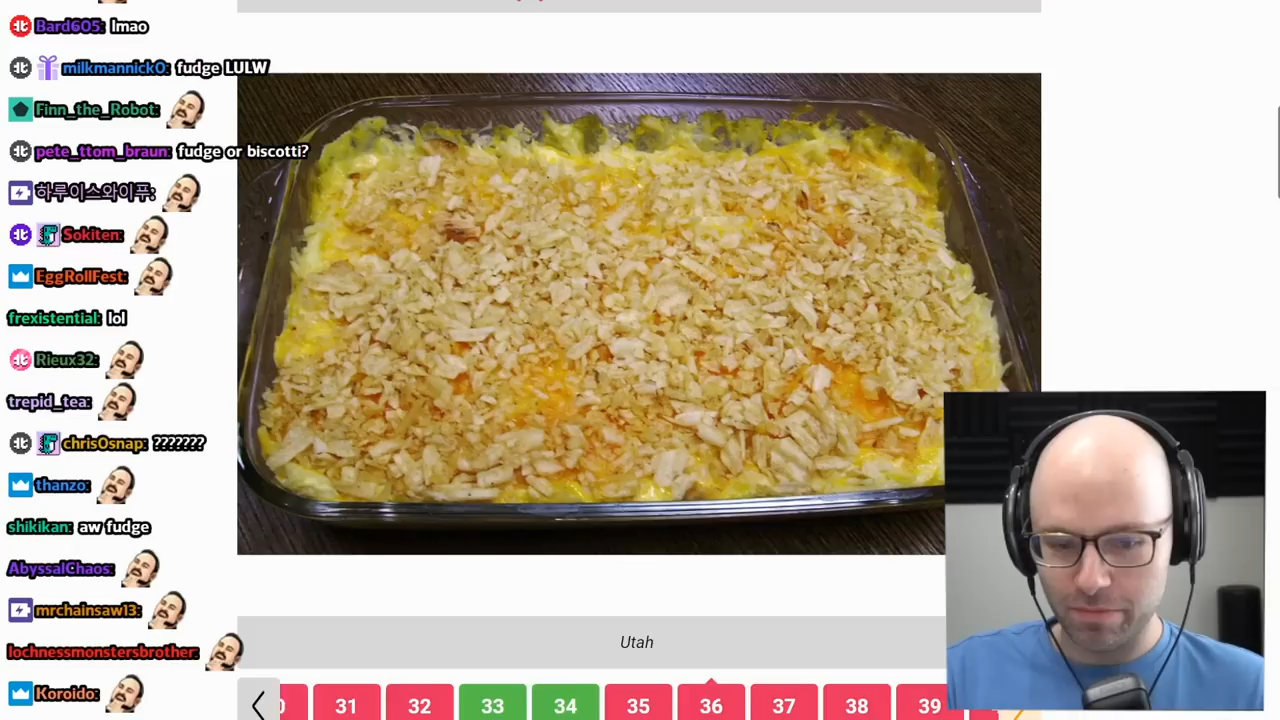 Bard605: lmao
milkmannick0: fudge LULW
Finn_the_Robot:
pete_ttom_braun: fudge or biscotti?
하루이스와이푸:
Sokiten:
EggRollFest:
frexistential: lol
Rieux32:
trepid_tea:
chrisOsnap: ???????
thanzo:
shikikan: aw fudge
AbyssalChaos:
mrchainsaw13:
lochnessmonstersbrother:
Koroido:
Utah
31 32 33 34 35 36 37 38 39